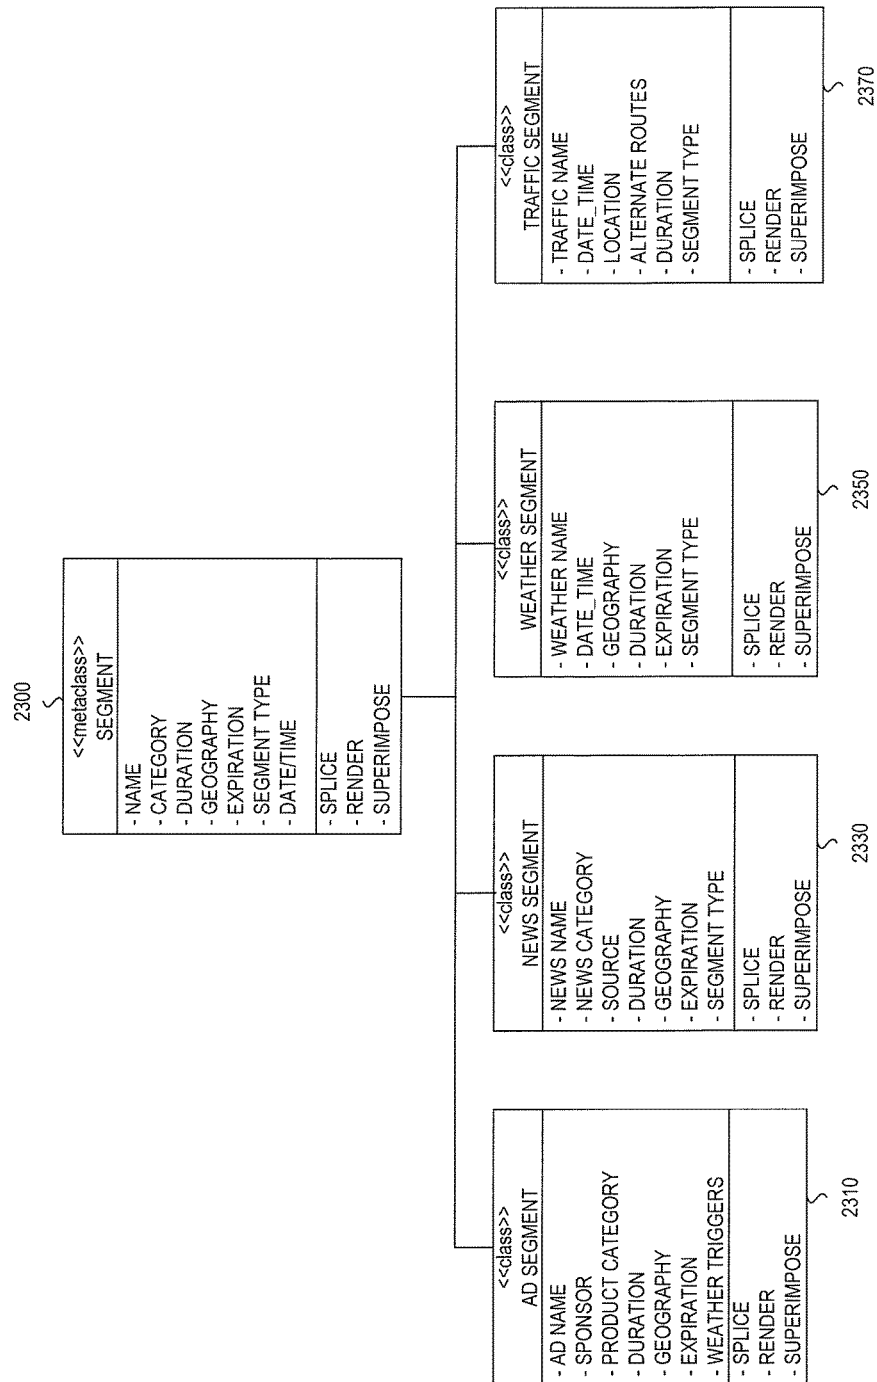 2300
<<metaclass>>
SEGMENT
- NAME
- CATEGORY
- DURATION
- GEOGRAPHY
- EXPIRATION
- SEGMENT TYPE
- DATE/TIME
- SPLICE
- RENDER
- SUPERIMPOSE
<<class>>
AD SEGMENT
- AD NAME
- SPONSOR
- PRODUCT CATEGORY
- DURATION
- GEOGRAPHY
- EXPIRATION
- WEATHER TRIGGERS
- SPLICE
- RENDER
- SUPERIMPOSE
2310
<<class>>
NEWS SEGMENT
- NEWS NAME
- NEWS CATEGORY
- SOURCE
- DURATION
- GEOGRAPHY
- EXPIRATION
- SEGMENT TYPE
- SPLICE
- RENDER
- SUPERIMPOSE
2330
<<class>>
WEATHER SEGMENT
- WEATHER NAME
- DATE_TIME
- GEOGRAPHY
- DURATION
- EXPIRATION
- SEGMENT TYPE
- SPLICE
- RENDER
- SUPERIMPOSE
2350
<<class>>
TRAFFIC SEGMENT
- TRAFFIC NAME
- DATE_TIME
- LOCATION
- ALTERNATE ROUTES
- DURATION
- SEGMENT TYPE
- SPLICE
- RENDER
- SUPERIMPOSE
2370